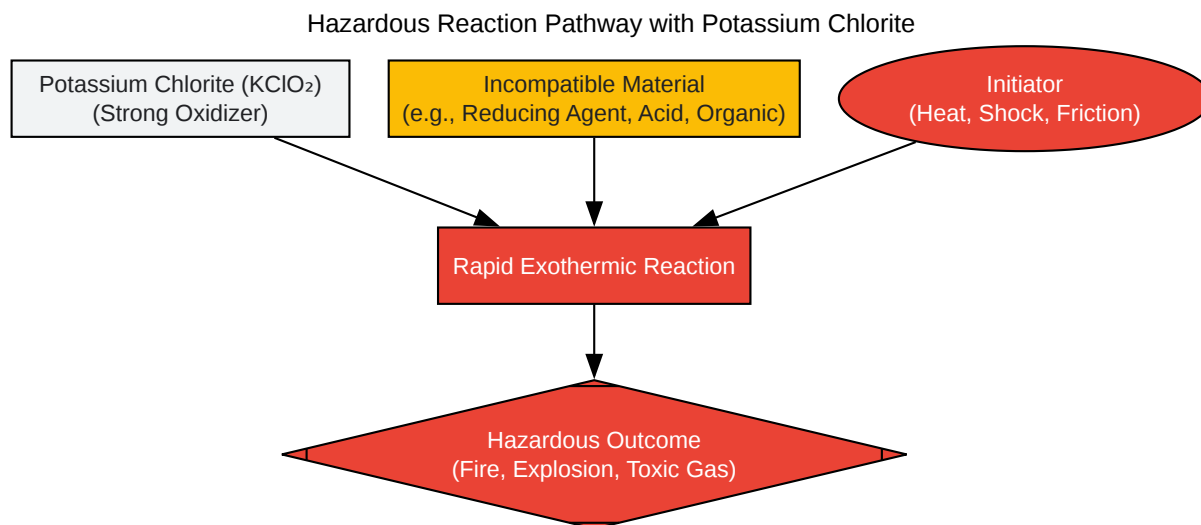 Hazardous Reaction Pathway with Potassium Chlorite
Potassium Chlorite (KClO₂)
(Strong Oxidizer)
Incompatible Material
(e.g., Reducing Agent, Acid, Organic)
Initiator
(Heat, Shock, Friction)
Rapid Exothermic Reaction
Hazardous Outcome
(Fire, Explosion, Toxic Gas)